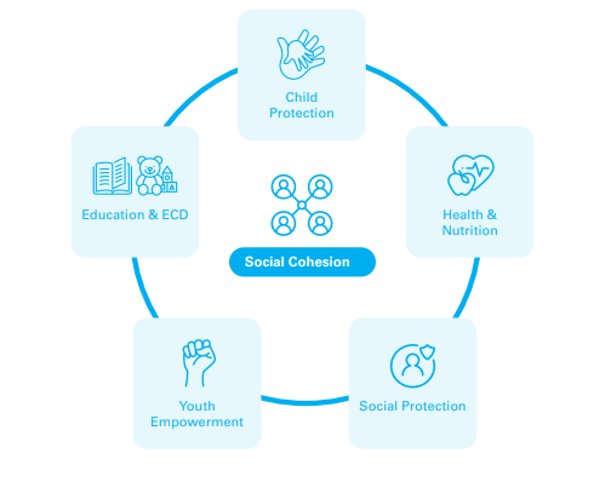 Child
Protection
Education & ECD
Health &
Nutrition
Social Cohesion
Youth
Empowerment
Social Protection